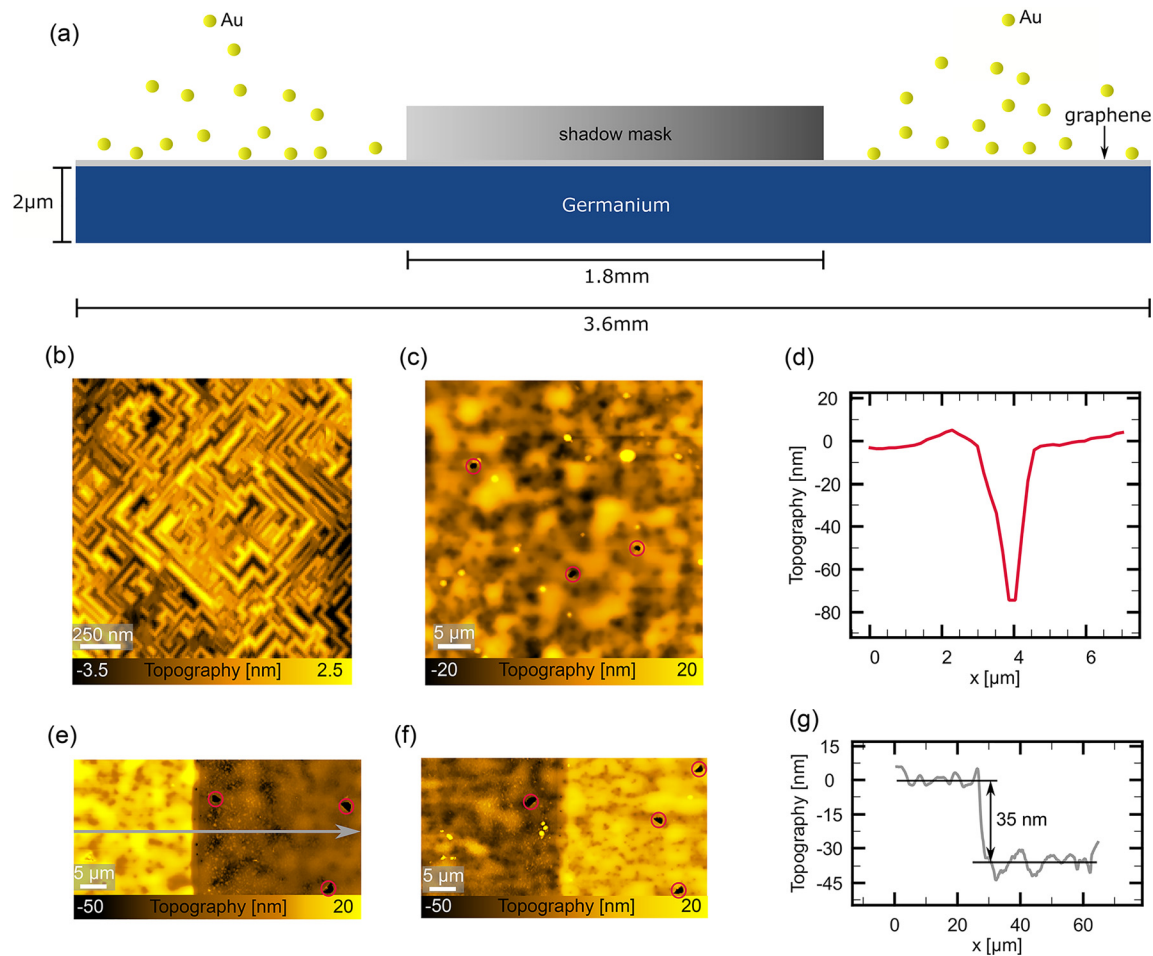 (a)
Au
Au
graphene
shadow mask
2μm
Germanium
1.8mm
3.6mm
(b)
250 nm
-3.5 Topography [nm] 2.5
(c)
5 μm
-20 Topography [nm] 20
(d)
Topography [nm]
20
0
-20
-40
-60
-80
0 2 4 6
x [μm]
(e)
5 μm
-50 Topography [nm] 20
(f)
5 μm
-50 Topography [nm] 20
(g)
Topography [nm]
15
0
-15
-30
-45
35 nm
0 20 40 60
x [μm]